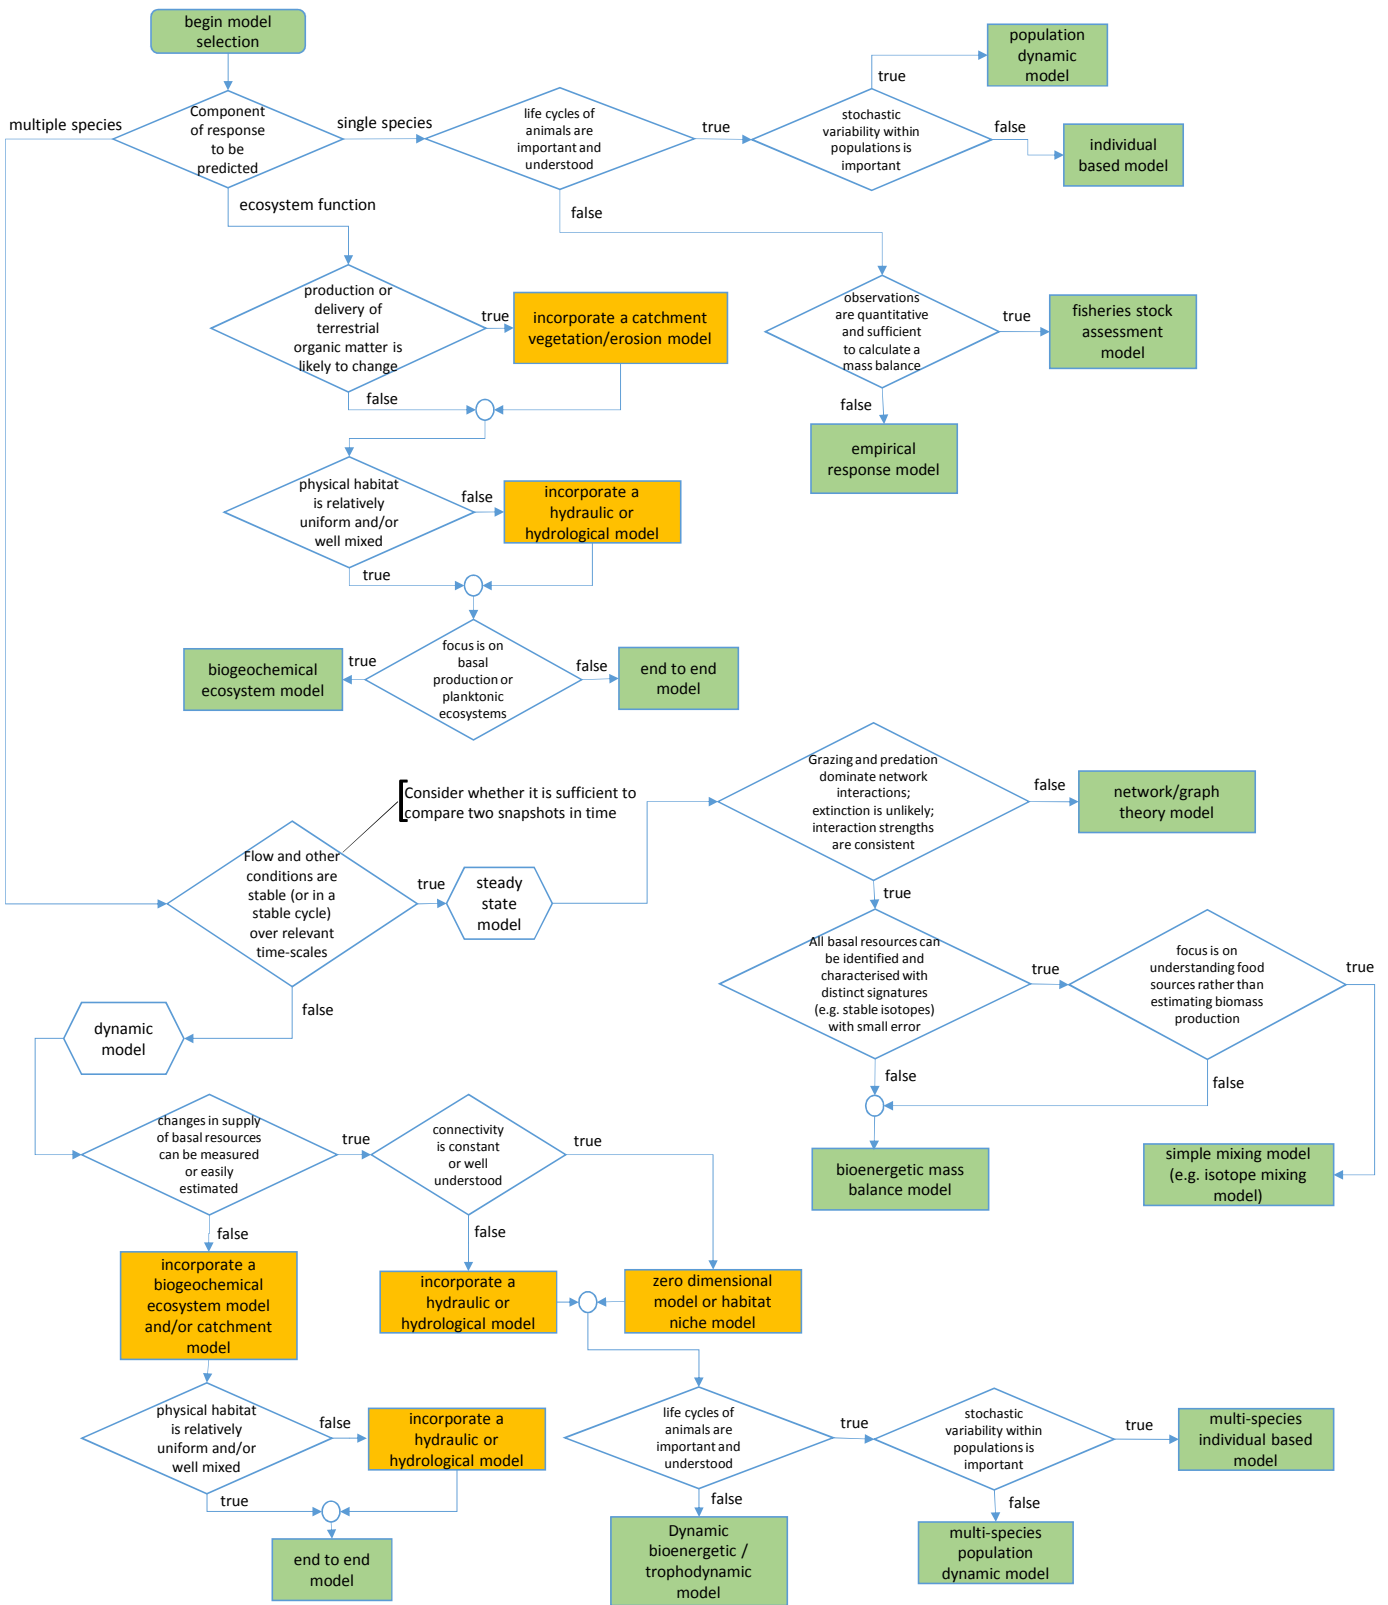 begin model
selection
population
dynamic
model
true
multiple species
Component
of response
to be
predicted
single species
life cycles of
animals are
important and
understood
true
stochastic
variability within
populations is
important
false
individual
based model
ecosystem function
false
production or
delivery of
terrestrial
organic matter is
likely to change
true
incorporate a catchment
vegetation/erosion model
observations
are quantitative
and sufficient
to calculate a
mass balance
true
fisheries stock
assessment
model
false
false
empirical
response model
physical habitat
is relatively
uniform and/or
well mixed
false
incorporate a
hydraulic or
hydrological model
true
biogeochemical
ecosystem model
true
focus is on
basal
production or
planktonic
ecosystems
false
end to end
model
Consider whether it is sufficient to
compare two snapshots in time
Grazing and predation
dominate network
interactions;
extinction is unlikely;
interaction strengths
are consistent
false
network/graph
theory model
Flow and other
conditions are
stable (or in a
stable cycle)
over relevant
time-scales
true
steady
state
model
true
All basal resources can
be identified and
characterised with
distinct signatures
(e.g. stable isotopes)
with small error
true
focus is on
understanding food
sources rather than
estimating biomass
production
true
false
dynamic
model
false
false
changes in supply
of basal resources
can be measured
or easily
estimated
true
connectivity
is constant
or well
understood
true
bioenergetic mass
balance model
simple mixing model
(e.g. isotope mixing
model)
false
false
incorporate a
biogeochemical
ecosystem model
and/or catchment
model
incorporate a
hydraulic or
hydrological model
zero dimensional
model or habitat
niche model
physical habitat
is relatively
uniform and/or
well mixed
false
incorporate a
hydraulic or
hydrological model
life cycles of
animals are
important and
understood
true
stochastic
variability within
populations is
important
true
multi-species
individual based
model
true
false
false
end to end
model
Dynamic
bioenergetic /
trophodynamic
model
multi-species
population
dynamic model